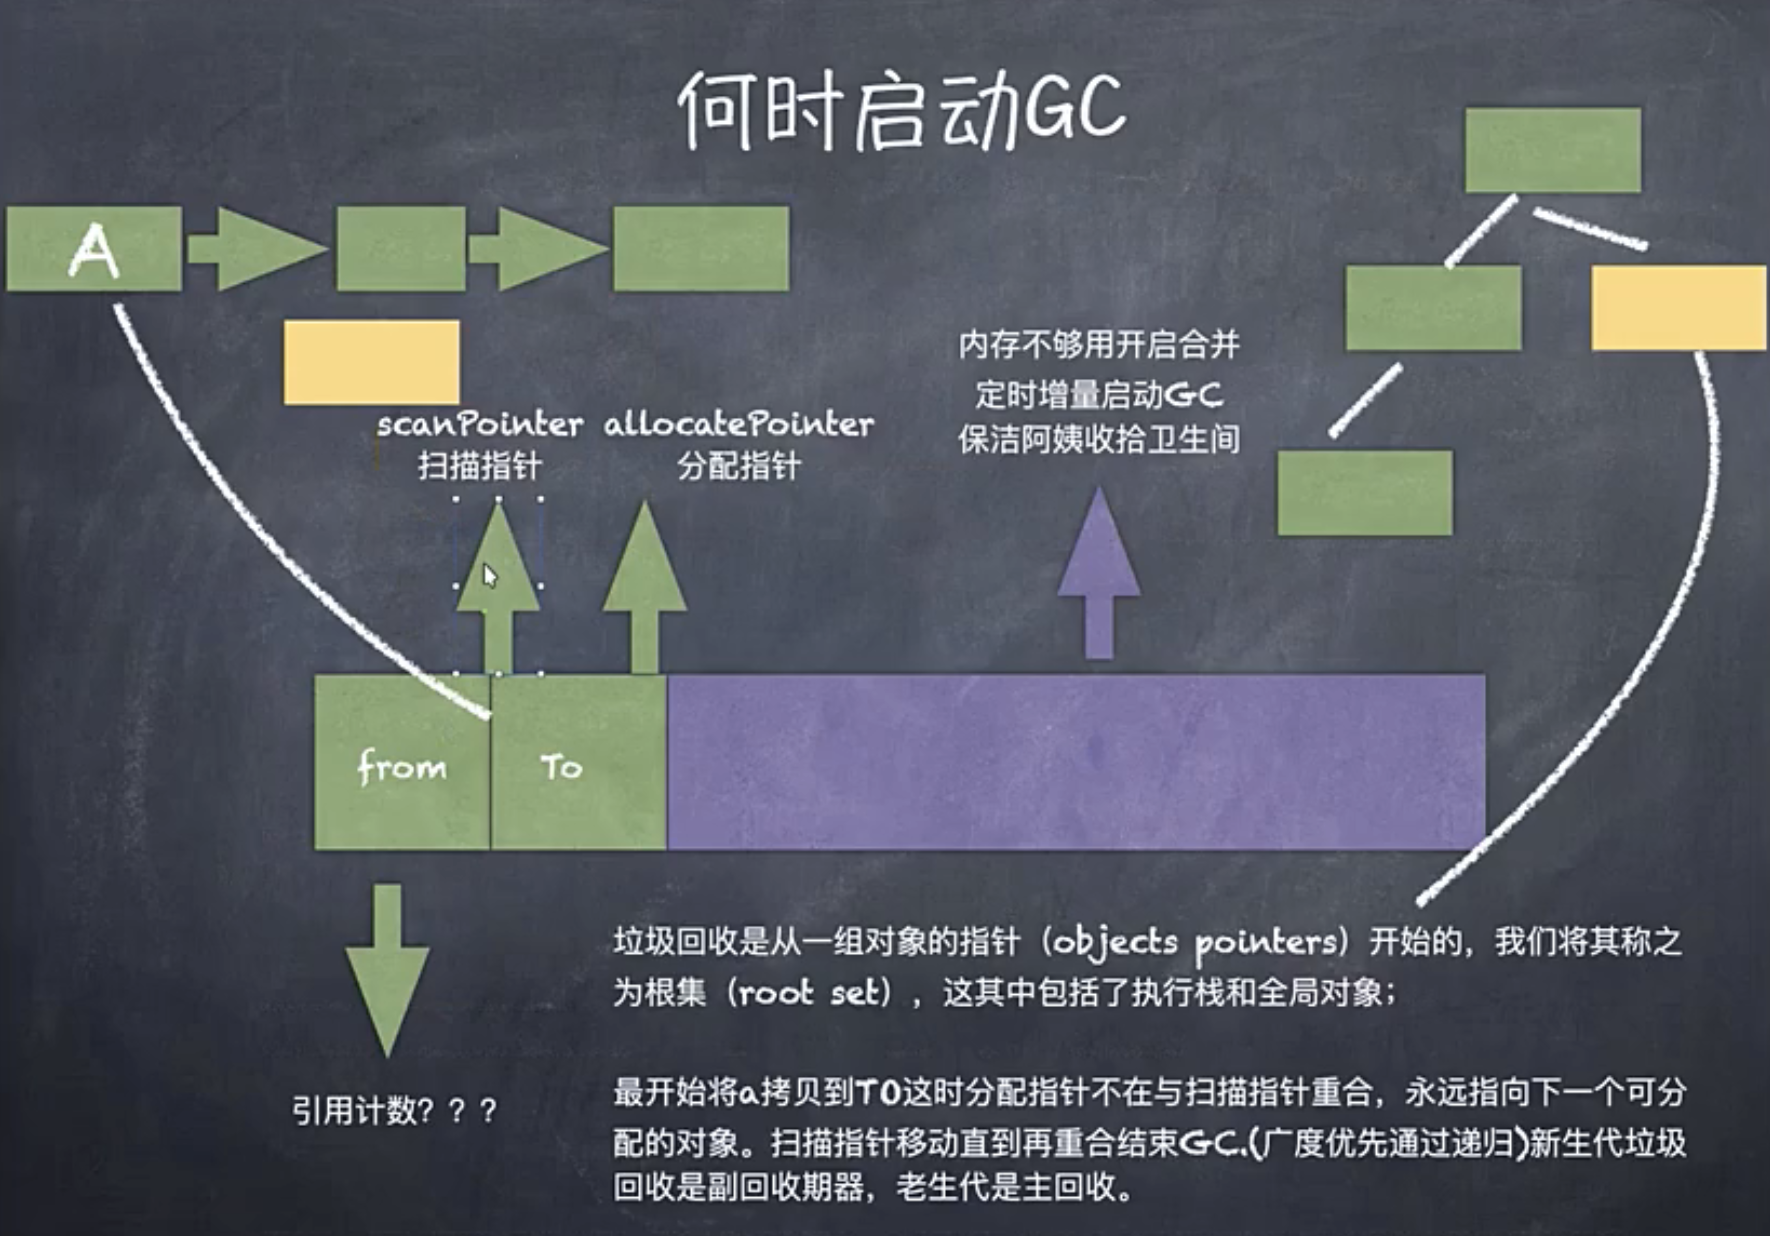 何时启动GC
A
内存不够用开启合并
定时增量启动GC
保洁阿姨收拾卫生间
scanPointer
扫描指针
allocatePointer
分配指针
from
To
垃圾回收是从一组对象的指针（objects pointers）开始的，我们将其称之
为根集（root set），这其中包括了执行栈和全局对象；
引用计数？？？
最开始将a拷贝到TO这时分配指针不在与扫描指针重合，永远指向下一个可分
配的对象。扫描指针移动直到再重合结束GC.(广度优先通过递归)新生代垃圾
回收是副回收期器，老生代是主回收。